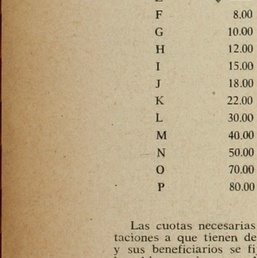 F 8.00
G 10.00
H 12.00
I 15.00
J 18.00
K 22.00
L 30.00
M 40.00
N 50.00
O 70.00
P 80.00
Las cuotas necesarias
taciones a que tienen de
y sus beneficiarios se fi